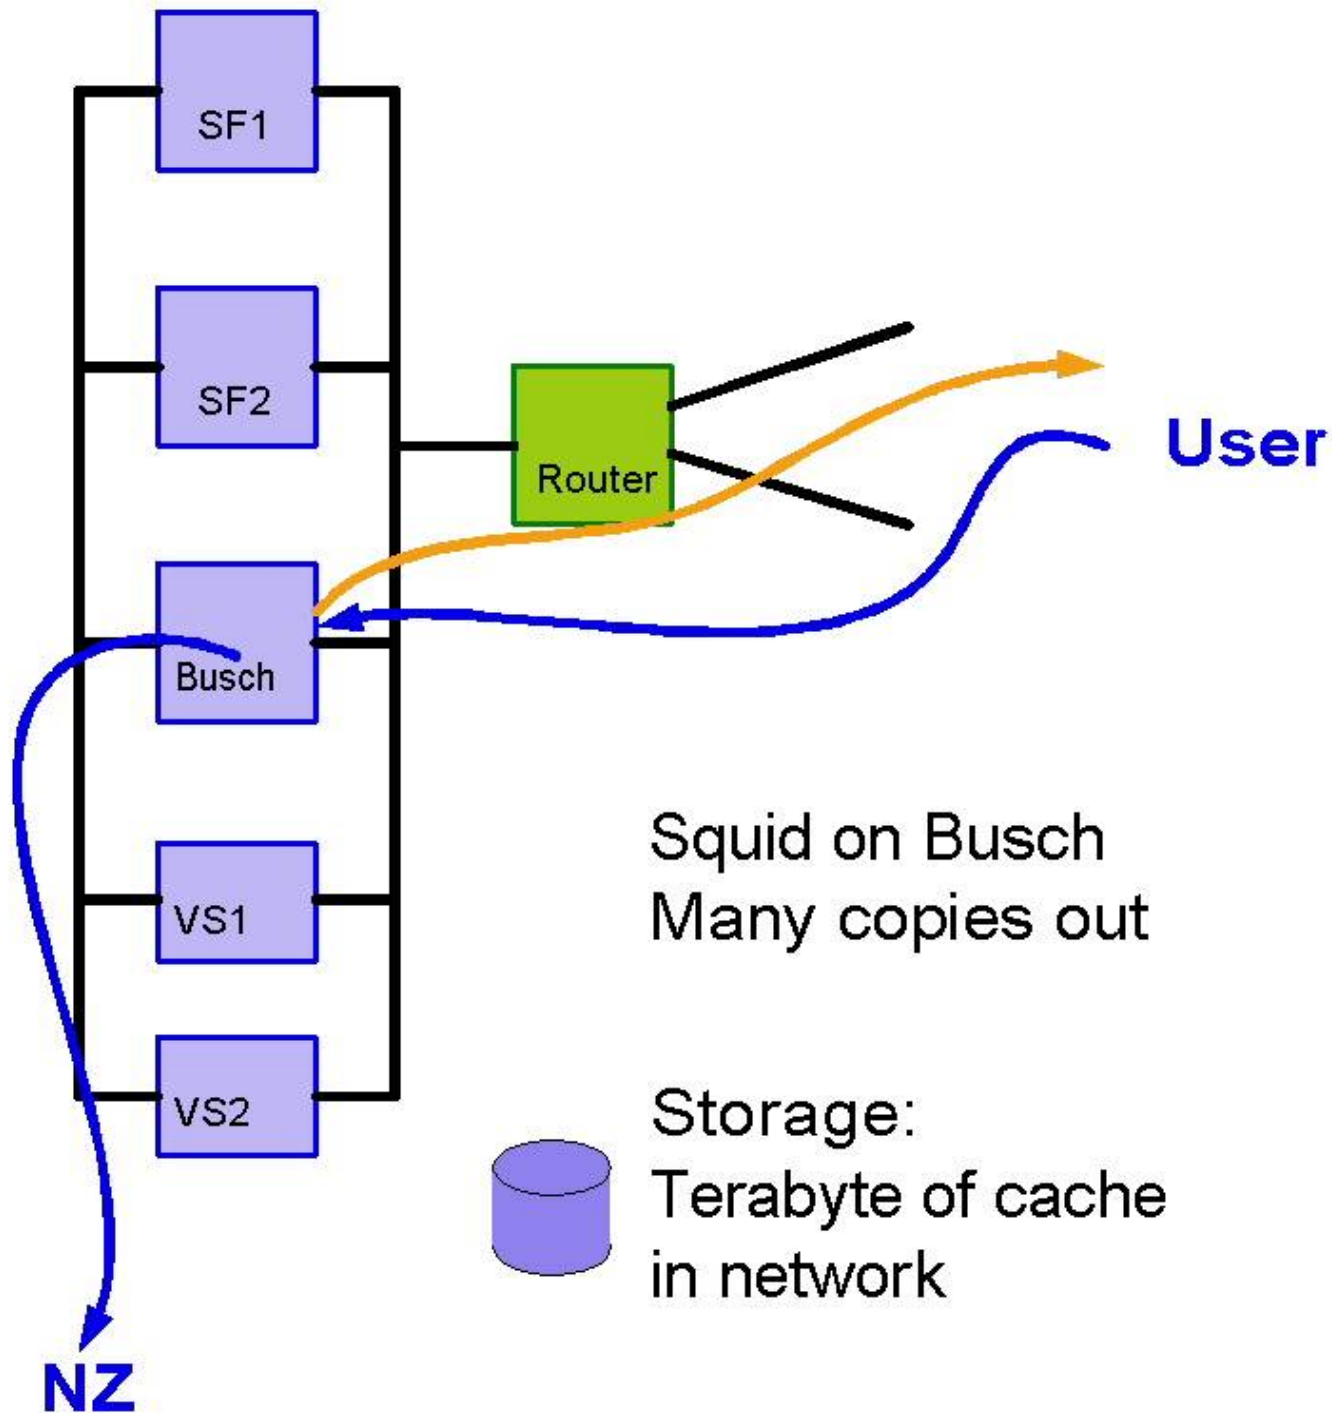 SF1
SF2
Router
User
Busch
Squid on Busch
Many copies out
VS1
VS2
Storage:
Terabyte of cache
in network
NZ